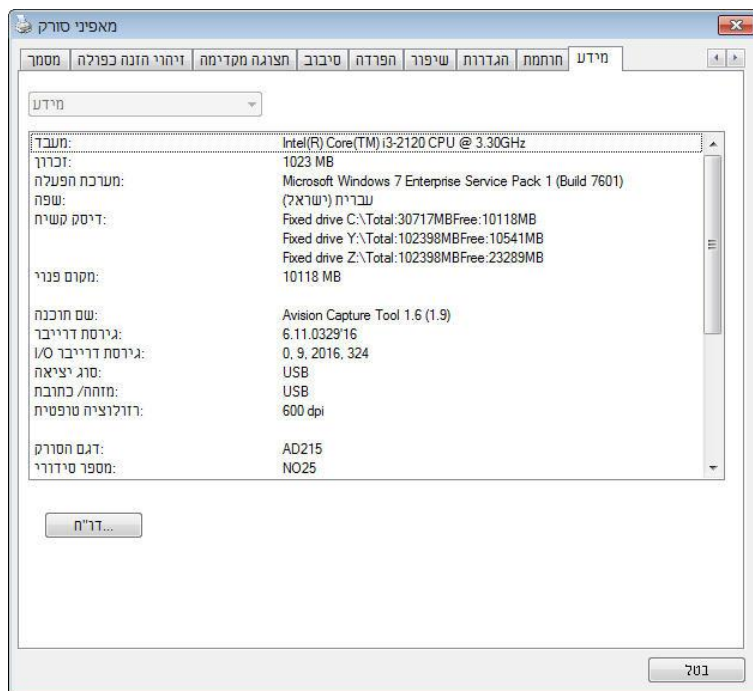 מאפיני סורק
מסמך זיהוי הזנה כפולה תצוגה מקדימה סיבוב הפרדה שיפור הגדרות חותמת מידע
מידע
מעבד: Intel(R) Core(TM) i3-2120 CPU @ 3.30GHz
זכרון: 1023 MB
מערכת הפעלה: Microsoft Windows 7 Enterprise Service Pack 1 (Build 7601)
שפה: עברית (ישראל)
דיסק קשיח: Fixed drive C:\Total:30717MBFree:10118MB
Fixed drive Y:\Total:102398MBFree:10541MB
Fixed drive Z:\Total:102398MBFree:23289MB
מקום פנוי: 10118 MB
שם תוכנה: Avision Capture Tool 1.6 (1.9)
גירסת דרייבר: 6.11.0329'16
גירסת דרייבר I/O: 0, 9, 2016, 324
סוג יציאה: USB
מזהה/ כתובת: USB
רזולוציה טופטית: 600 dpi
דגם הסורק: AD215
מספר סידורי: NO25
דו"ח...
בטל